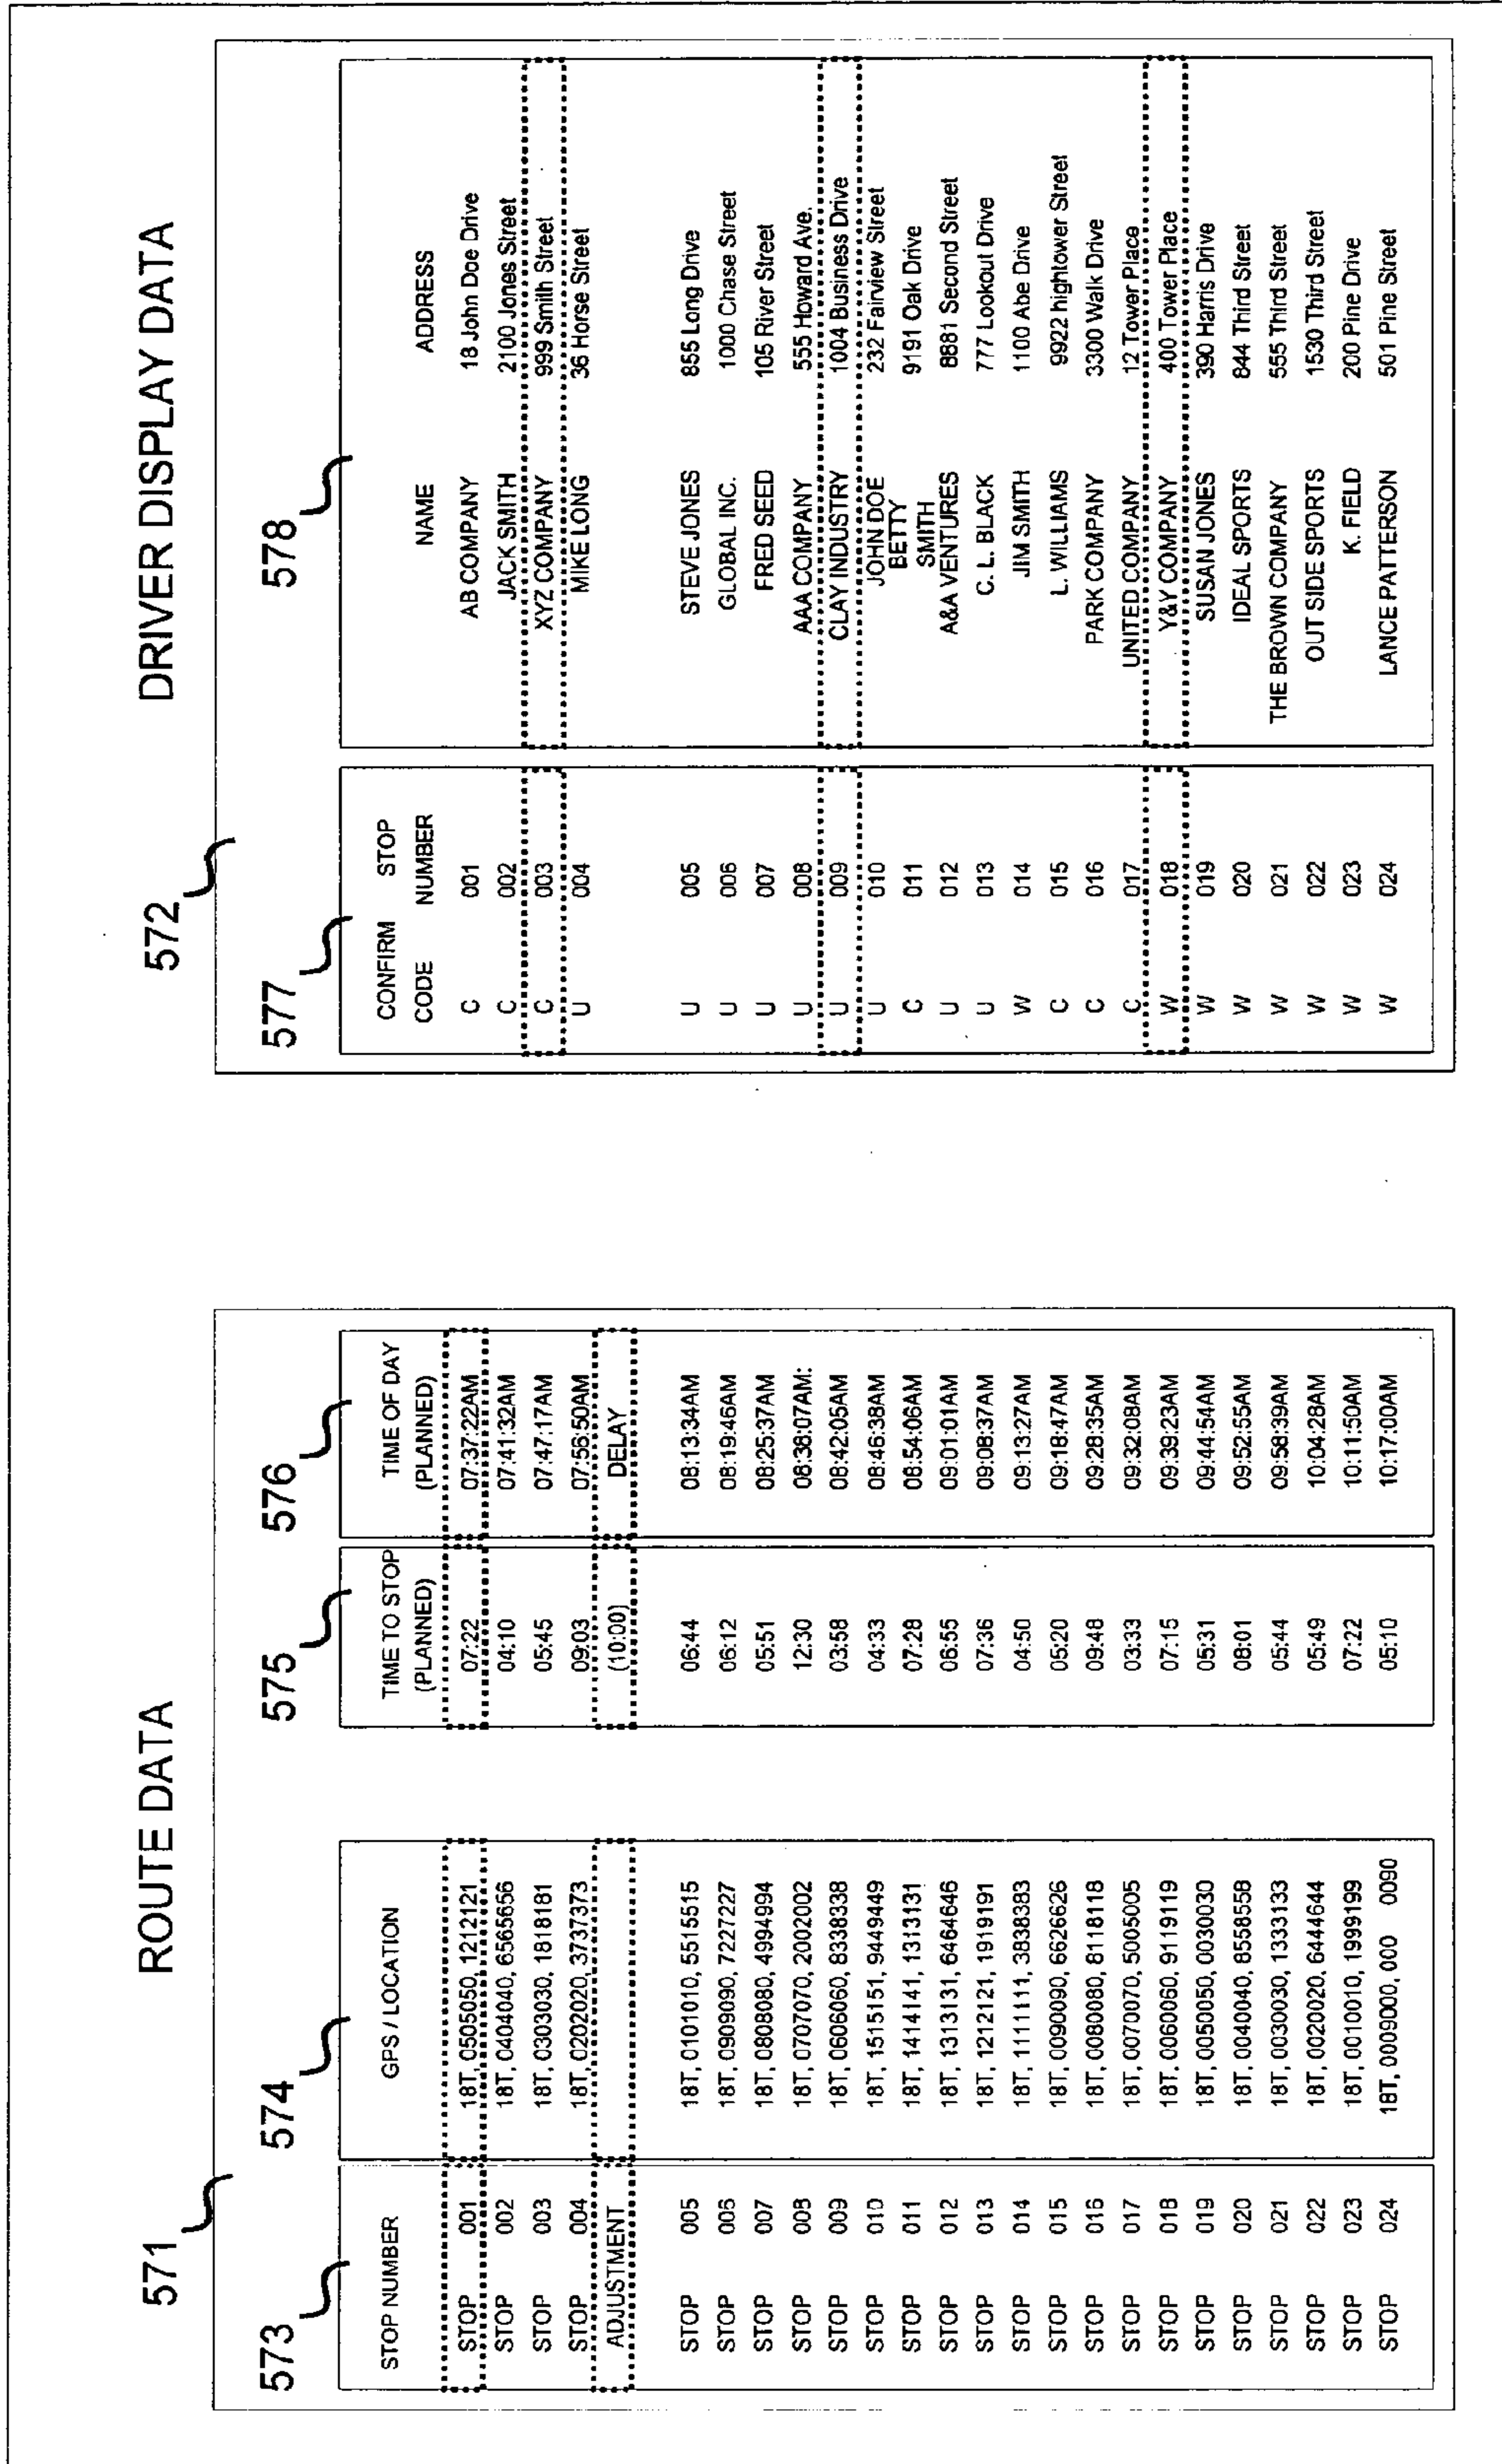 ROUTE DATA
571
573
574
575
576
STOP NUMBER GPS / LOCATION TIME TO STOP (PLANNED) TIME OF DAY (PLANNED)
STOP 001 18T, 0505050, 1212121 07:22 07:37:22AM
STOP 002 18T, 0404040, 6565656 04:10 07:41:32AM
STOP 003 18T, 0303030, 1818181 05:45 07:47:17AM
STOP 004 18T, 0202020, 3737373 09:03 07:56:50AM
ADJUSTMENT (10:00) DELAY
STOP 005 18T, 0101010, 5515515 06:44 08:13:34AM
STOP 006 18T, 0909090, 7227227 06:12 08:19:46AM
STOP 007 18T, 0808080, 4994994 05:51 08:25:37AM
STOP 008 18T, 0707070, 2002002 12:30 08:38:07AM:
STOP 009 18T, 0606060, 8338338 03:58 08:42:05AM
STOP 010 18T, 1515151, 9449449 04:33 08:46:38AM
STOP 011 18T, 1414141, 1313131 07:28 08:54:06AM
STOP 012 18T, 1313131, 6464646 06:55 09:01:01AM
STOP 013 18T, 1212121, 1919191 07:36 09:08:37AM
STOP 014 18T, 1111111, 3838383 04:50 09:13:27AM
STOP 015 18T, 0090090, 6626626 05:20 09:18:47AM
STOP 016 18T, 0080080, 8118118 09:48 09:28:35AM
STOP 017 18T, 0070070, 5005005 03:33 09:32:08AM
STOP 018 18T, 0060060, 9119119 07:15 09:39:23AM
STOP 019 18T, 0050050, 0030030 05:31 09:44:54AM
STOP 020 18T, 0040040, 8558558 08:01 09:52:55AM
STOP 021 18T, 0030030, 1333133 05:44 09:58:39AM
STOP 022 18T, 0020020, 6444644 05:49 10:04:28AM
STOP 023 18T, 0010010, 1999199 07:22 10:11:50AM
STOP 024 18T, 0009000, 000 0090 05:10 10:17:00AM
DRIVER DISPLAY DATA
572
577
578
CONFIRM CODE STOP NUMBER NAME ADDRESS
C 001 AB COMPANY 18 John Doe Drive
C 002 JACK SMITH 2100 Jones Street
C 003 XYZ COMPANY 999 Smith Street
U 004 MIKE LONG 36 Horse Street
U 005 STEVE JONES 855 Long Drive
U 006 GLOBAL INC. 1000 Chase Street
U 007 FRED SEED 105 River Street
U 008 AAA COMPANY 555 Howard Ave.
U 009 CLAY INDUSTRY 1004 Business Drive
U 010 JOHN DOE 232 Fairview Street
C 011 BETTY SMITH 9191 Oak Drive
U 012 A&A VENTURES 8881 Second Street
U 013 C. L. BLACK 777 Lookout Drive
W 014 JIM SMITH 1100 Abe Drive
C 015 L. WILLIAMS 9922 hightower Street
C 016 PARK COMPANY 3300 Walk Drive
C 017 UNITED COMPANY 12 Tower Place
W 018 Y&Y COMPANY 400 Tower Place
W 019 SUSAN JONES 390 Harris Drive
W 020 IDEAL SPORTS 844 Third Street
W 021 THE BROWN COMPANY 555 Third Street
W 022 OUT SIDE SPORTS 1530 Third Street
W 023 K. FIELD 200 Pine Drive
W 024 LANCE PATTERSON 501 Pine Street